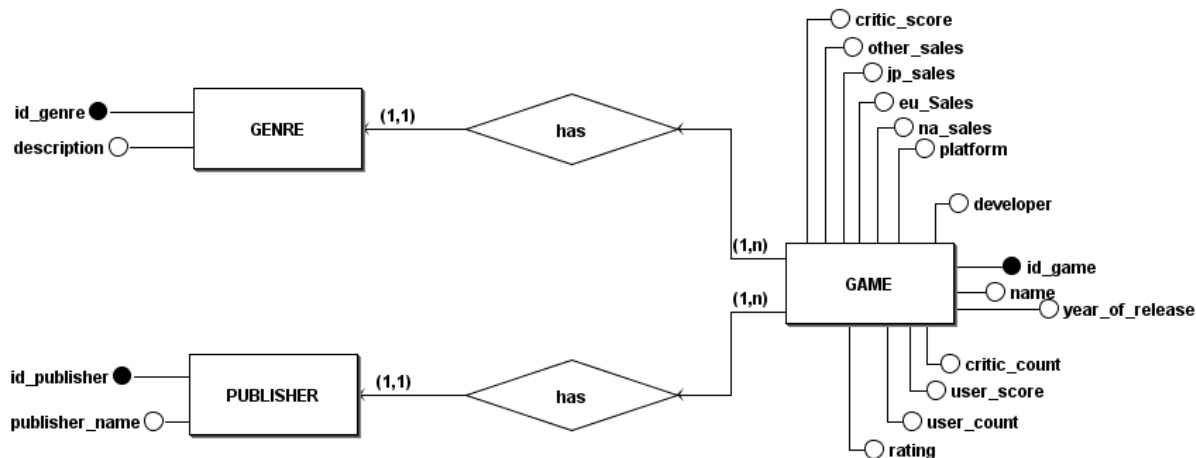 critic_score
other_sales
jp_sales
eu_Sales
na_sales
platform
developer
id_genre
description
GENRE
(1,1)
has
(1,n)
GAME
id_game
name
year_of_release
(1,n)
id_publisher
publisher_name
PUBLISHER
(1,1)
has
critic_count
user_score
user_count
rating